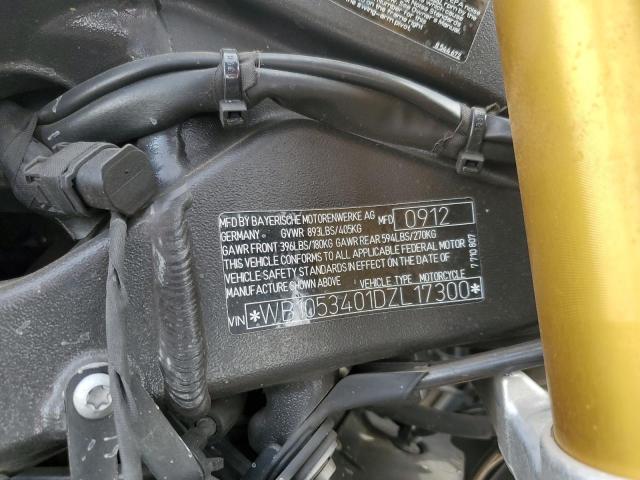 MFD BY BAYERISCHE MOTORENWERKE AG MFD 0912
GERMANY GVWR 893LBS/405KG
GAWR FRONT 396LBS/180KG GAWR REAR 594LBS/270KG
THIS VEHICLE CONFORMS TO ALL APPLICABLE FEDERAL MOTOR
VEHICLE SAFETY STANDARDS IN EFFECT ON THE DATE OF
MANUFACTURE SHOWN ABOVE VEHICLE TYPE: MOTORCYCLE
VIN *WB1053401DZL17300*
7 710 807